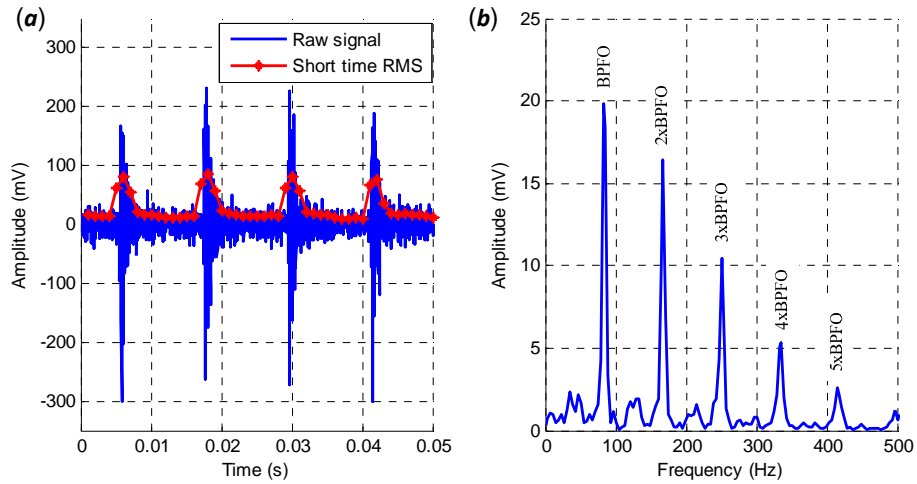 (a)
Raw signal
Short time RMS
Amplitude (mV)
300
200
100
0
-100
-200
-300
0
0.01
0.02
0.03
0.04
0.05
Time (s)
(b)
BPFO
2xBPFO
3xBPFO
4xBPFO
5xBPFO
Amplitude (mV)
25
20
15
10
5
0
0
100
200
300
400
500
Frequency (Hz)